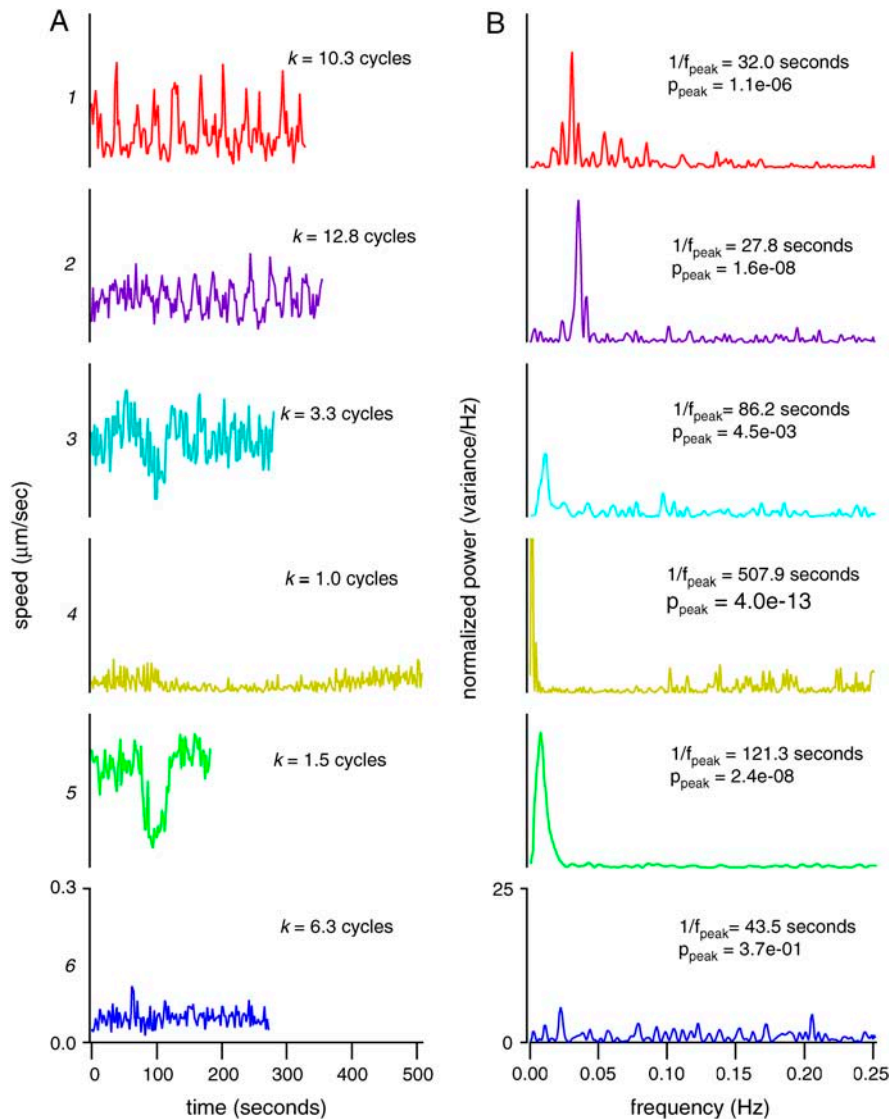 A
B
1
k = 10.3 cycles
1/fpeak = 32.0 seconds
ppeak = 1.1e-06
2
k = 12.8 cycles
1/fpeak = 27.8 seconds
ppeak = 1.6e-08
3
k = 3.3 cycles
1/fpeak= 86.2 seconds
ppeak = 4.5e-03
speed (μm/sec)
normalized power (variance/Hz)
4
k = 1.0 cycles
1/fpeak = 507.9 seconds
ppeak = 4.0e-13
5
k = 1.5 cycles
1/fpeak = 121.3 seconds
ppeak = 2.4e-08
0.3
25
6
k = 6.3 cycles
1/fpeak= 43.5 seconds
ppeak = 3.7e-01
0.0
0
0 100 200 300 400 500
0.00 0.05 0.10 0.15 0.20 0.25
time (seconds)
frequency (Hz)